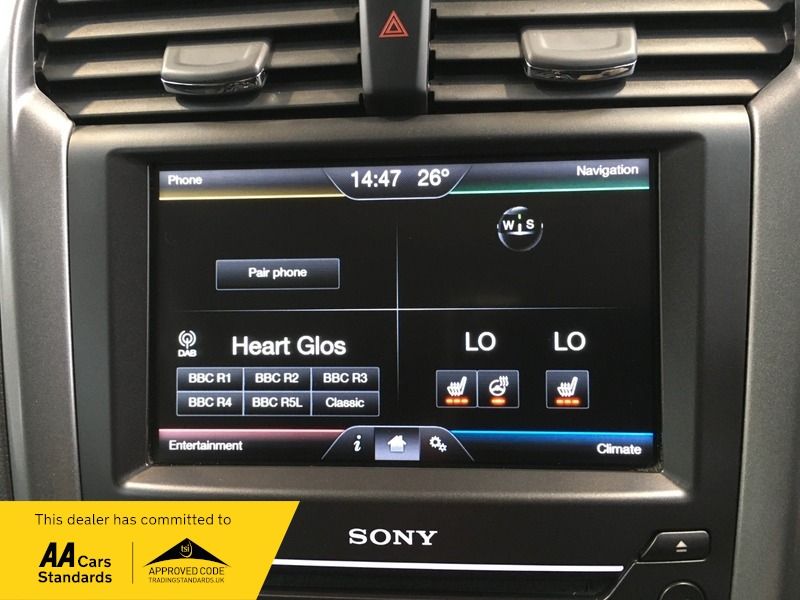 Phone
14:47 26°
Navigation
W S
Pair phone
DAB
Heart Glos
LO LO
BBC R1 BBC R2 BBC R3
BBC R4 BBC R5L Classic
Entertainment
i
Climate
SONY
This dealer has committed to
AA Cars
Standards
tsi
APPROVED CODE
TRADINGSTANDARDS.UK